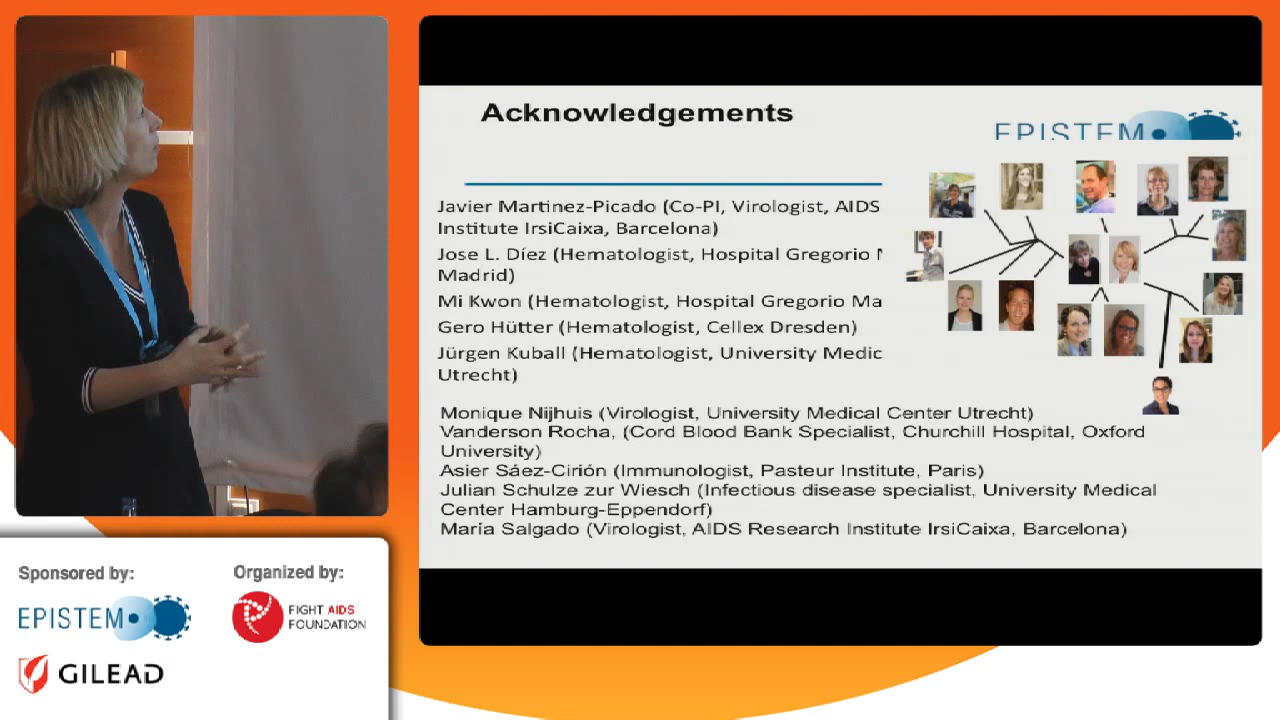 Acknowledgements
EPISTEM
Javier Martinez-Picado (Co-PI, Virologist, AIDS
Institute IrsiCaixa, Barcelona)
Jose L. Díez (Hematologist, Hospital Gregorio
Madrid)
Mi Kwon (Hematologist, Hospital Gregorio Ma
Gero Hütter (Hematologist, Cellex Dresden)
Jürgen Kuball (Hematologist, University Medic
Utrecht)
Monique Nijhuis (Virologist, University Medical Center Utrecht)
Vanderson Rocha, (Cord Blood Bank Specialist, Churchill Hospital, Oxford
University)
Asier Sáez-Cirión (Immunologist, Pasteur Institute, Paris)
Julian Schulze zur Wiesch (Infectious disease specialist, University Medical
Center Hamburg-Eppendorf)
María Salgado (Virologist, AIDS Research Institute IrsiCaixa, Barcelona)
Sponsored by:
EPISTEM
GILEAD
Organized by:
FIGHT AIDS
FOUNDATION